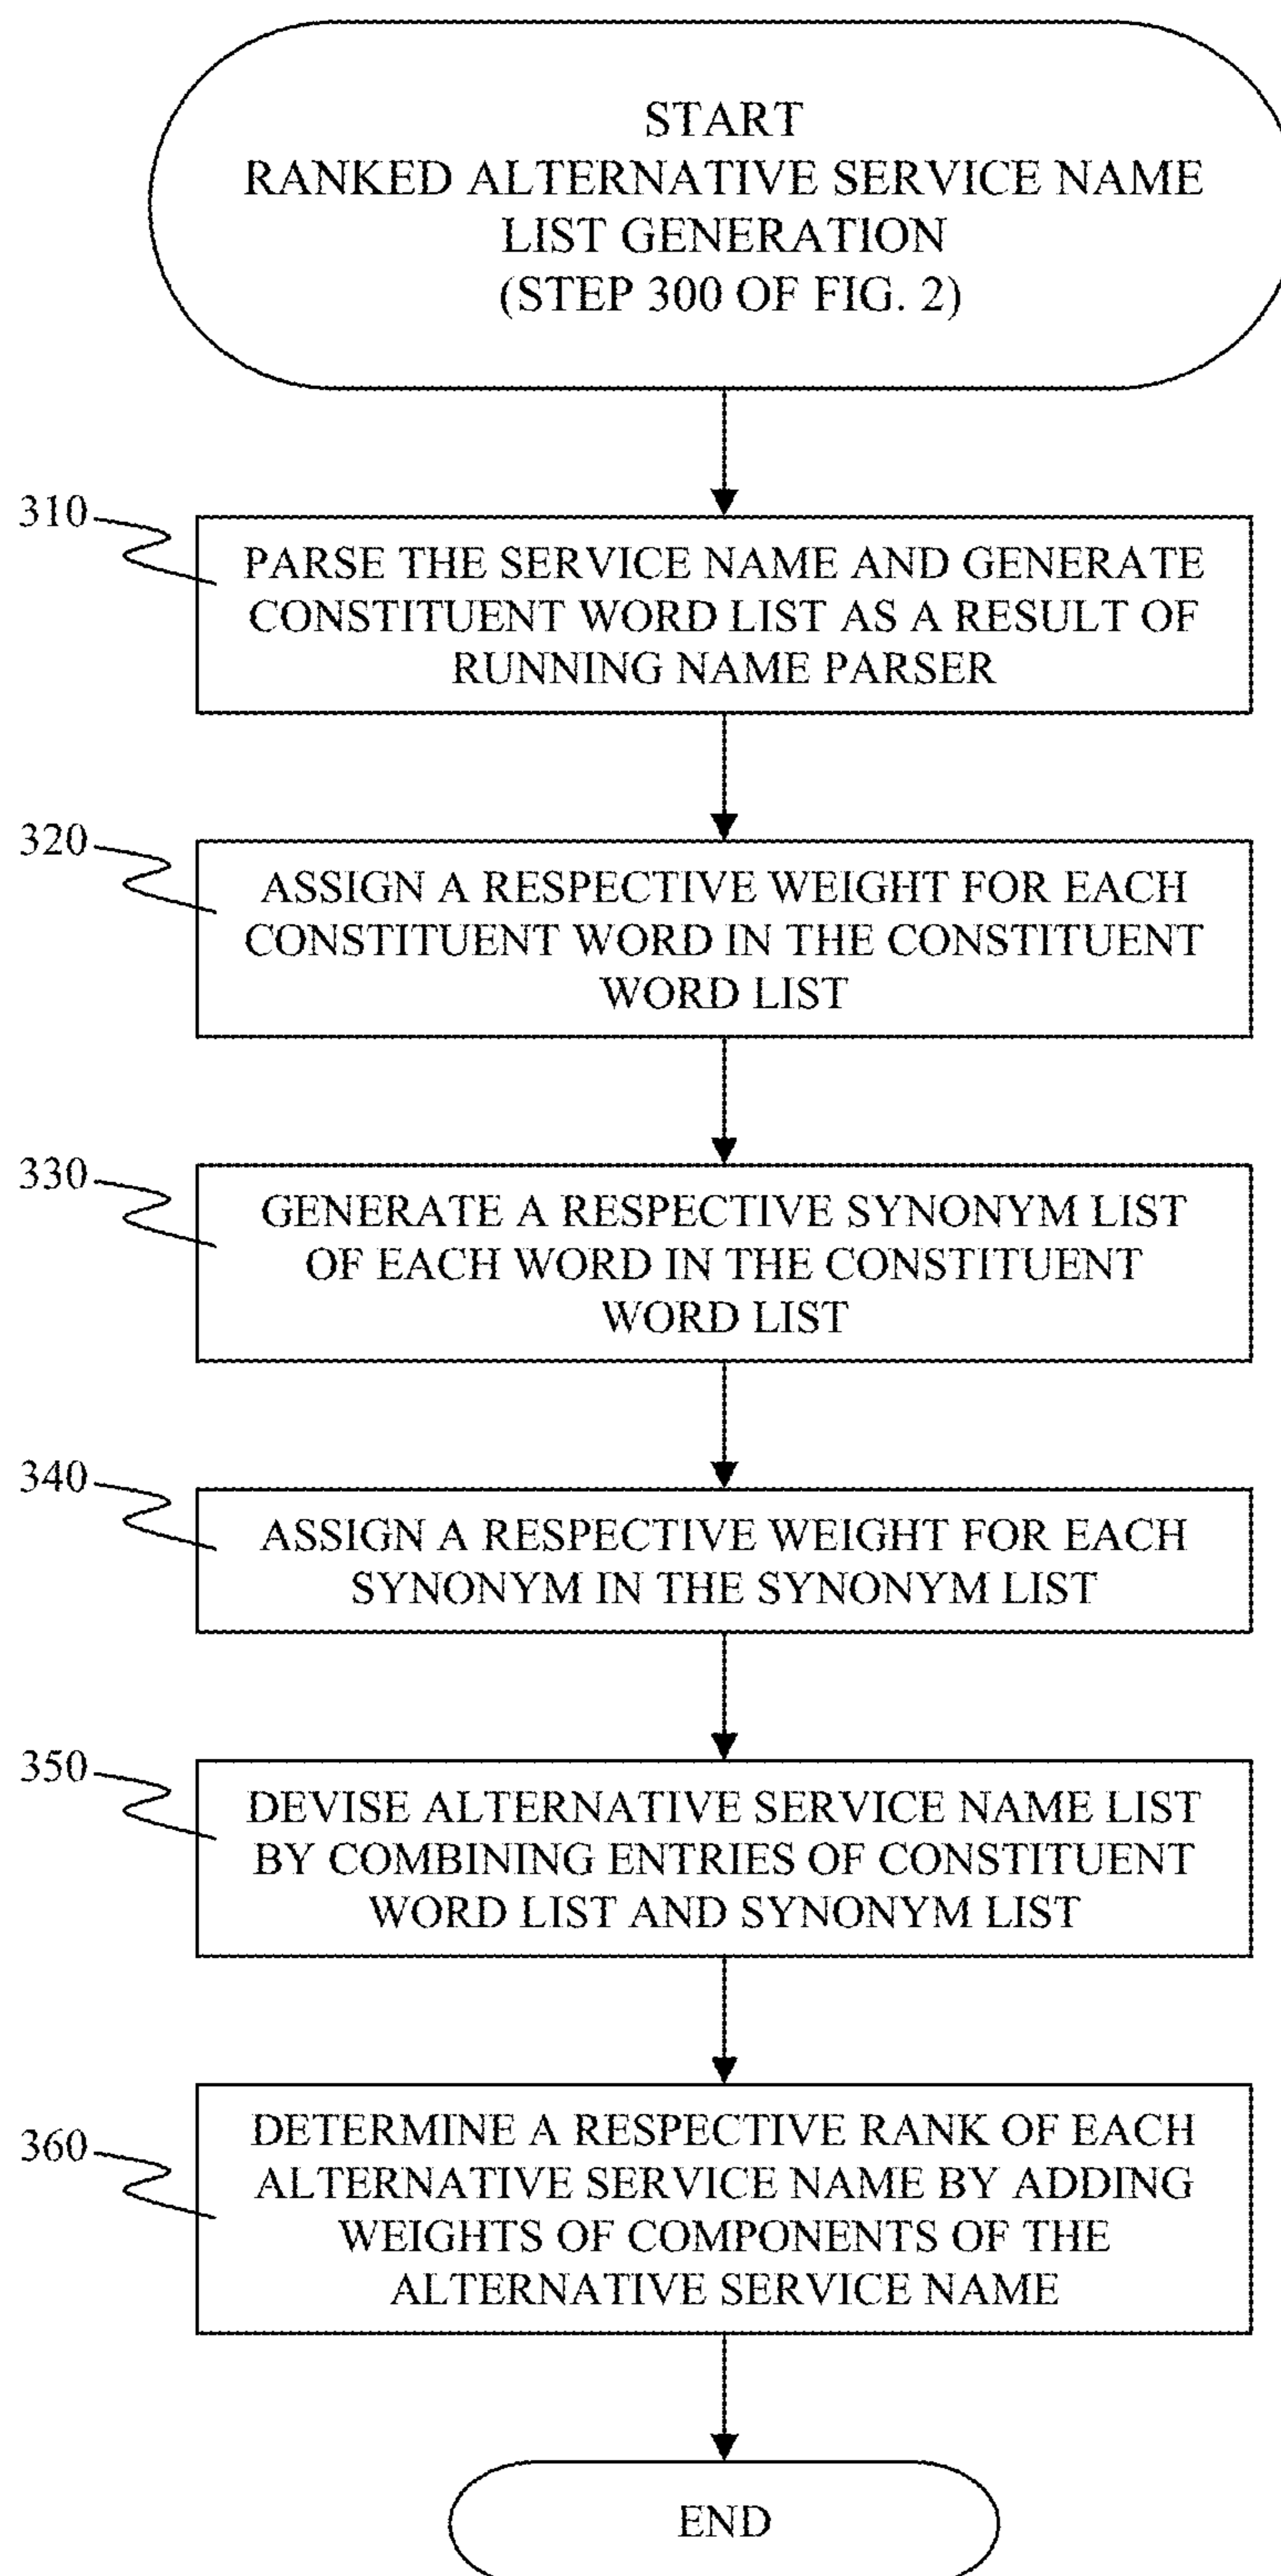 START
RANKED ALTERNATIVE SERVICE NAME
LIST GENERATION
(STEP 300 OF FIG. 2)
310
PARSE THE SERVICE NAME AND GENERATE
CONSTITUENT WORD LIST AS A RESULT OF
RUNNING NAME PARSER
320
ASSIGN A RESPECTIVE WEIGHT FOR EACH
CONSTITUENT WORD IN THE CONSTITUENT
WORD LIST
330
GENERATE A RESPECTIVE SYNONYM LIST
OF EACH WORD IN THE CONSTITUENT
WORD LIST
340
ASSIGN A RESPECTIVE WEIGHT FOR EACH
SYNONYM IN THE SYNONYM LIST
350
DEVISE ALTERNATIVE SERVICE NAME LIST
BY COMBINING ENTRIES OF CONSTITUENT
WORD LIST AND SYNONYM LIST
360
DETERMINE A RESPECTIVE RANK OF EACH
ALTERNATIVE SERVICE NAME BY ADDING
WEIGHTS OF COMPONENTS OF THE
ALTERNATIVE SERVICE NAME
END